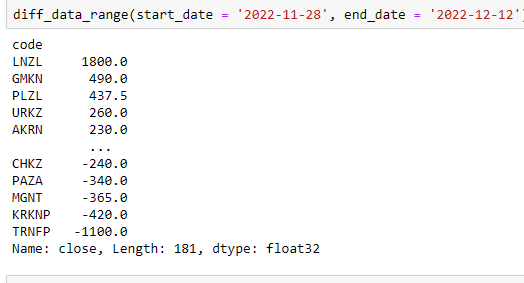 diff_data_range(start_date = '2022-11-28', end_date = '2022-12-12')
code
LNZL 1800.0
GMKN 490.0
PLZL 437.5
URKZ 260.0
AKRN 230.0
...
CHKZ -240.0
PAZA -340.0
MGNT -365.0
KRKNP -420.0
TRNFP -1100.0
Name: close, Length: 181, dtype: float32